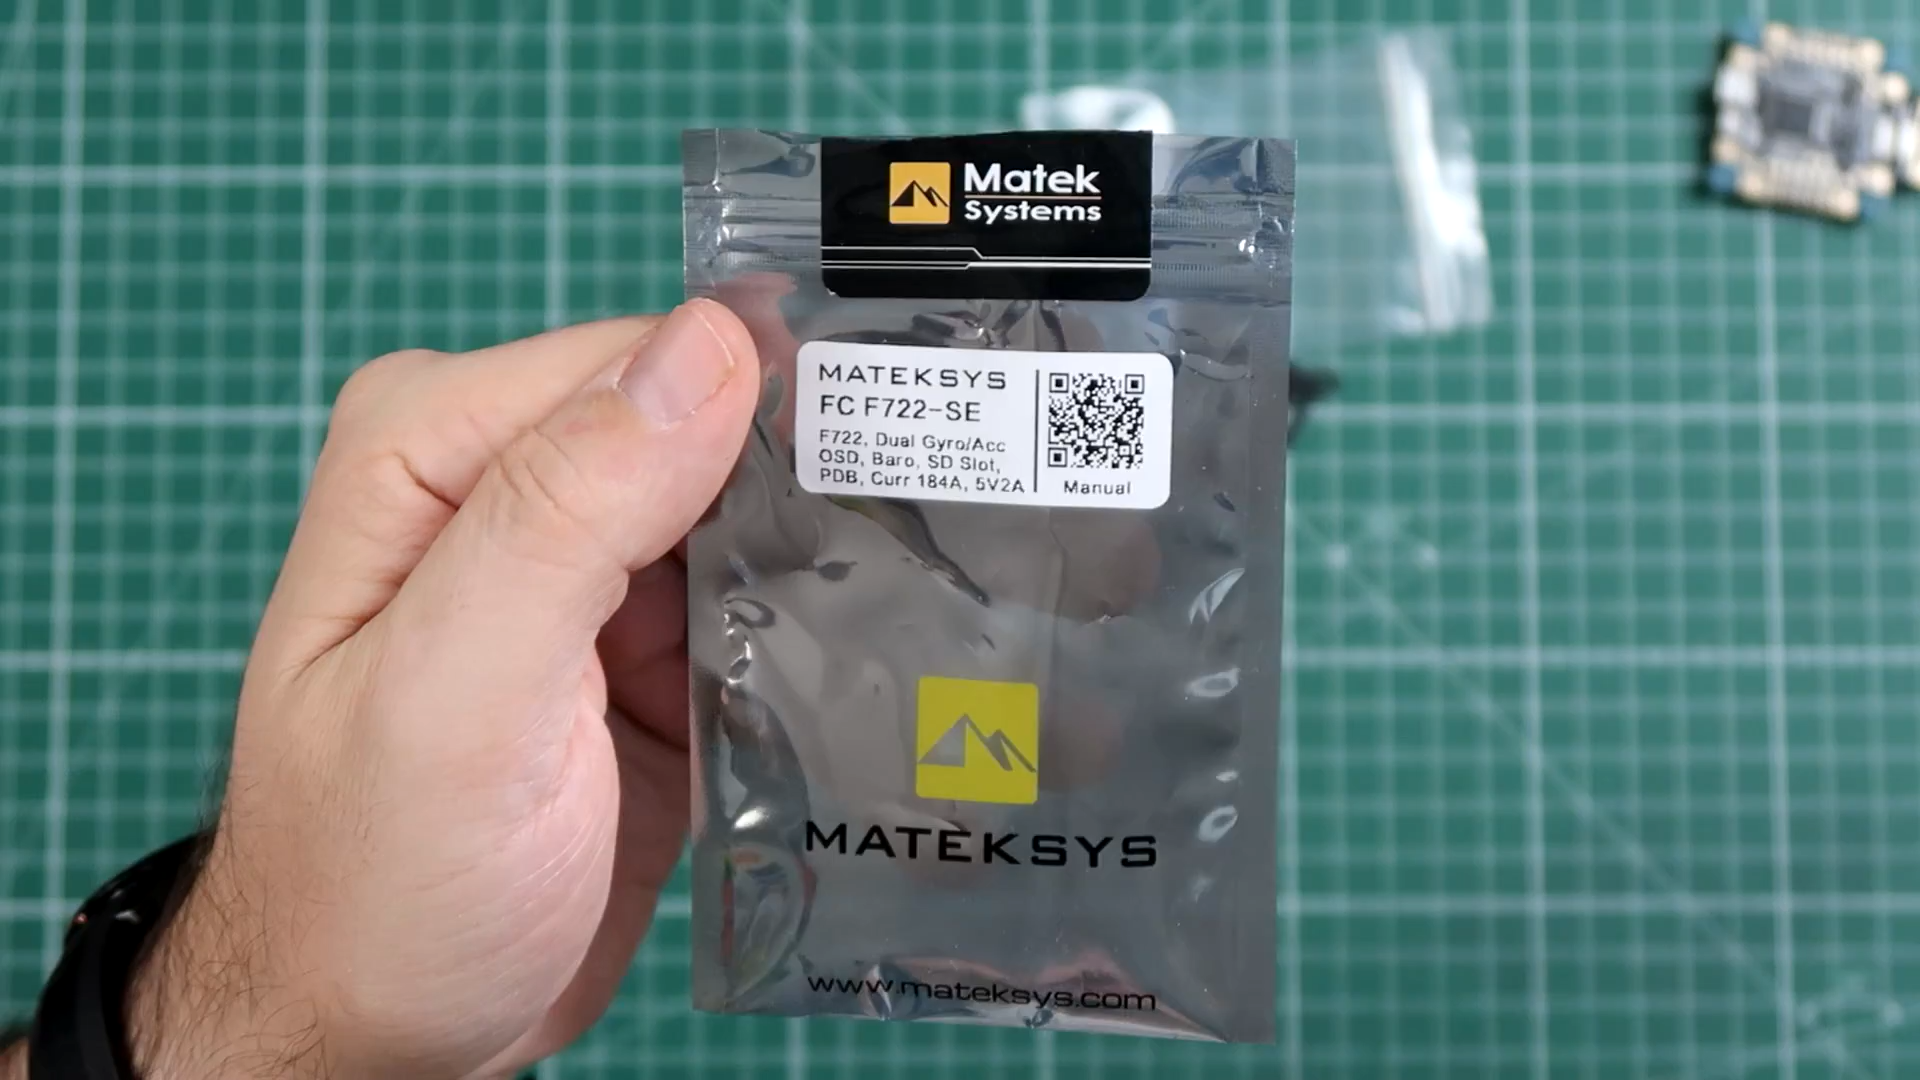 Matek
Systems
MATEKSYS
FC F722-SE
F722, Dual Gyro/Acc
OSD, Baro, SD Slot,
PDB, Curr 184A, 5V2A
Manual
MATEKSYS
www.mateksys.com